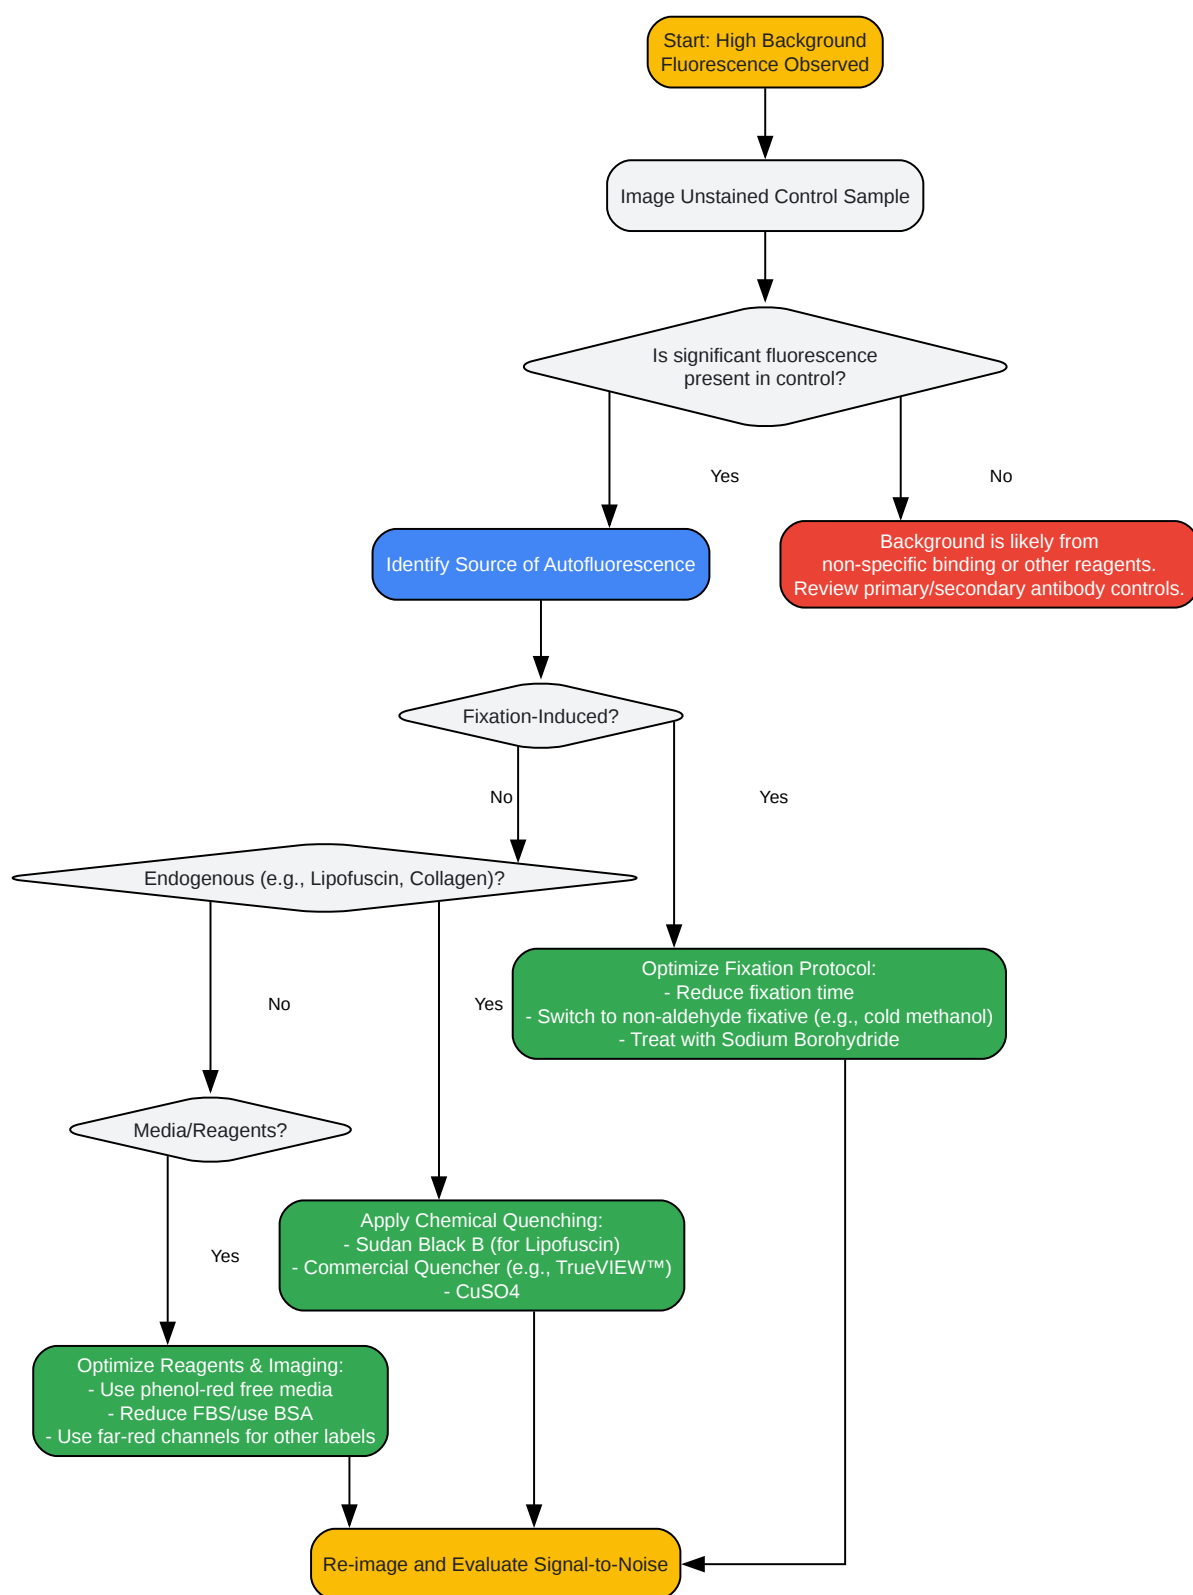 Start: High Background
Fluorescence Observed
Image Unstained Control Sample
Is significant fluorescence
present in control?
Yes
No
Identify Source of Autofluorescence
Background is likely from
non-specific binding or other reagents.
Review primary/secondary antibody controls.
Fixation-Induced?
No
Yes
Endogenous (e.g., Lipofuscin, Collagen)?
No
Yes
Optimize Fixation Protocol:
- Reduce fixation time
- Switch to non-aldehyde fixative (e.g., cold methanol)
- Treat with Sodium Borohydride
Media/Reagents?
Yes
Apply Chemical Quenching:
- Sudan Black B (for Lipofuscin)
- Commercial Quencher (e.g., TrueVIEW™)
- CuSO4
Optimize Reagents & Imaging:
- Use phenol-red free media
- Reduce FBS/use BSA
- Use far-red channels for other labels
Re-image and Evaluate Signal-to-Noise